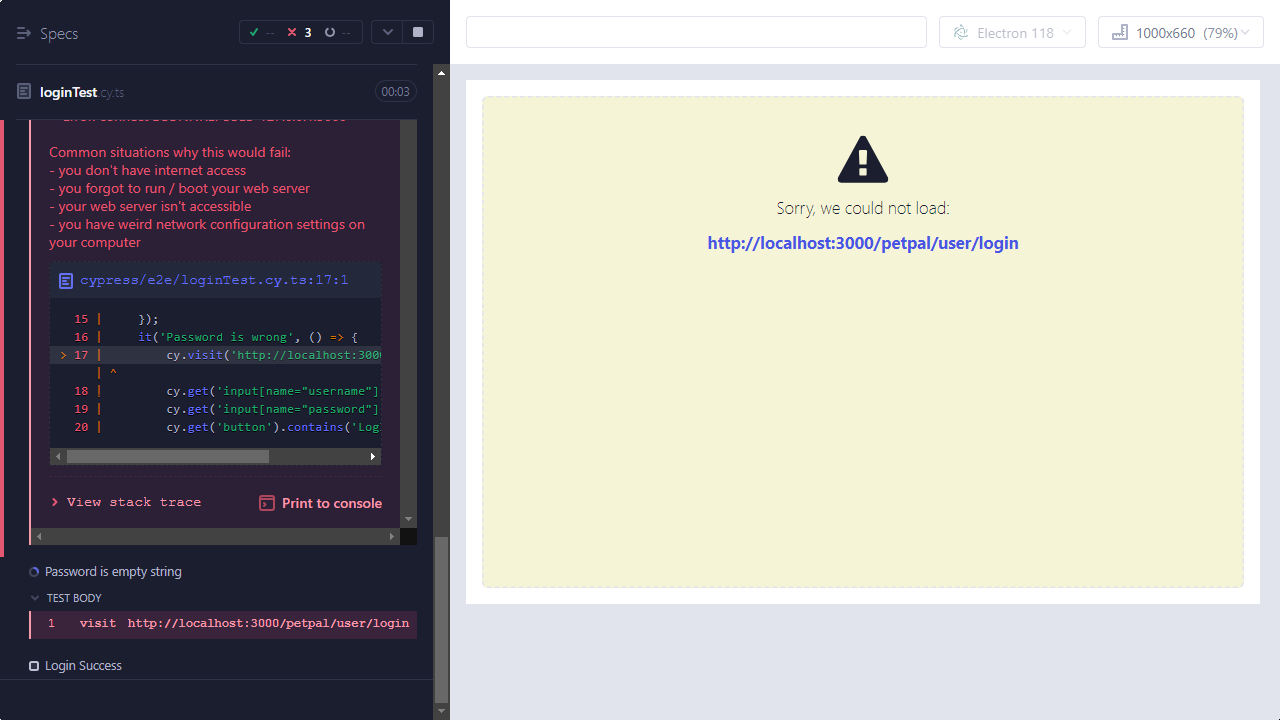 Specs
--
3
--
loginTest.cy.ts
00:03
Common situations why this would fail:
- you don't have internet access
- you forgot to run / boot your web server
- your web server isn't accessible
- you have weird network configuration settings on
your computer
cypress/e2e/loginTest.cy.ts:17:1
15 | });
16 | it('Password is wrong', () => {
> 17 | cy.visit('http://localhost:300
| ^
18 | cy.get('input[name="username"]
19 | cy.get('input[name="password"]
20 | cy.get('button').contains('Log
> View stack trace
Print to console
Password is empty string
TEST BODY
1 visit http://localhost:3000/petpal/user/login
Login Success
Electron 118
1000x660 (79%)
Sorry, we could not load:
http://localhost:3000/petpal/user/login